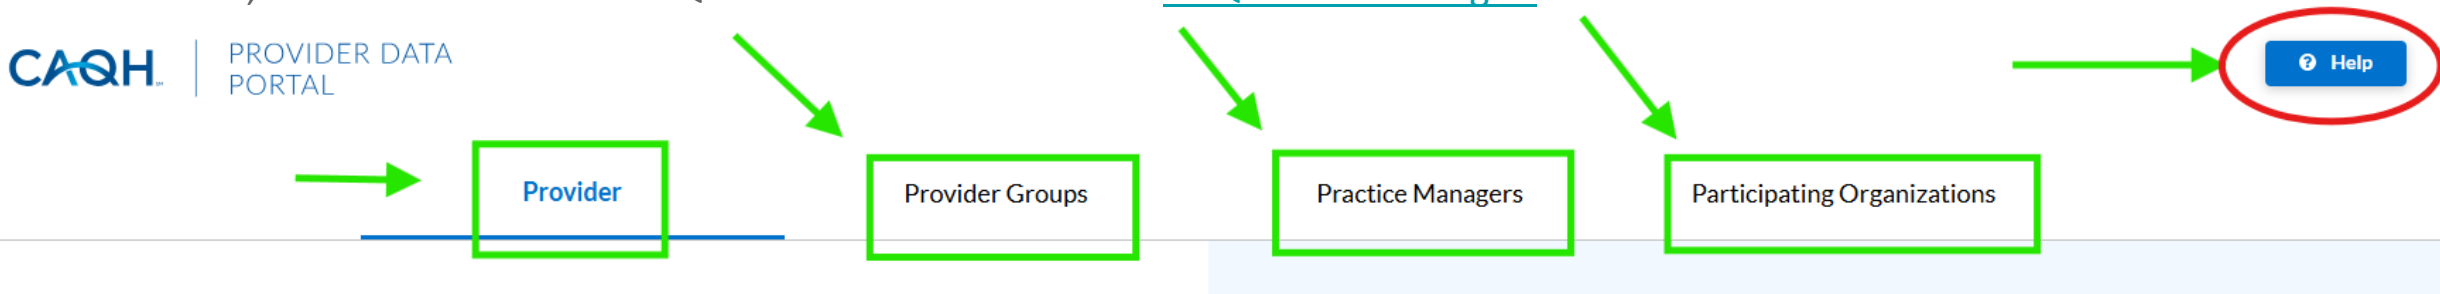 CAQH
PROVIDER DATA
PORTAL
Help
Provider
Provider Groups
Practice Managers
Participating Organizations